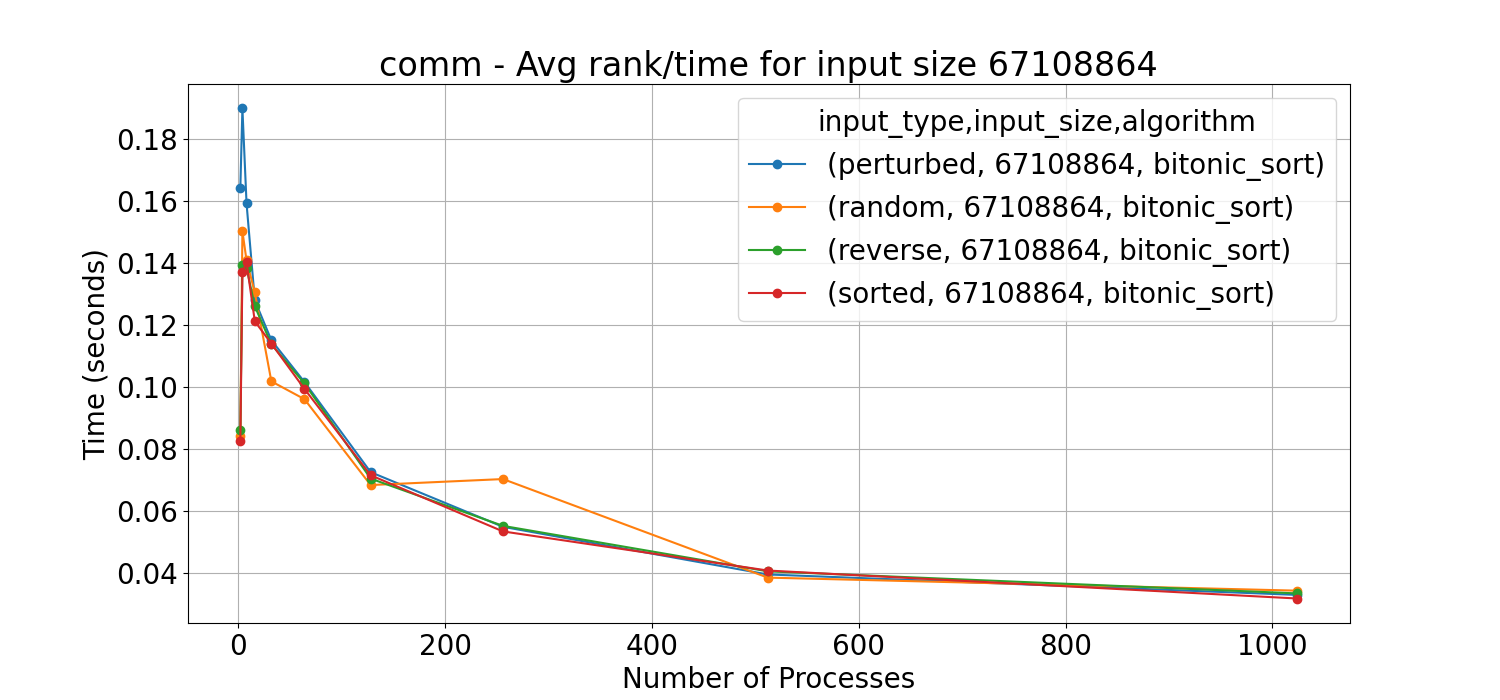 comm - Avg rank/time for input size 67108864
input_type,input_size,algorithm
(perturbed, 67108864, bitonic_sort)
(random, 67108864, bitonic_sort)
(reverse, 67108864, bitonic_sort)
(sorted, 67108864, bitonic_sort)
Time (seconds)
0.18
0.16
0.14
0.12
0.10
0.08
0.06
0.04
0 200 400 600 800 1000
Number of Processes